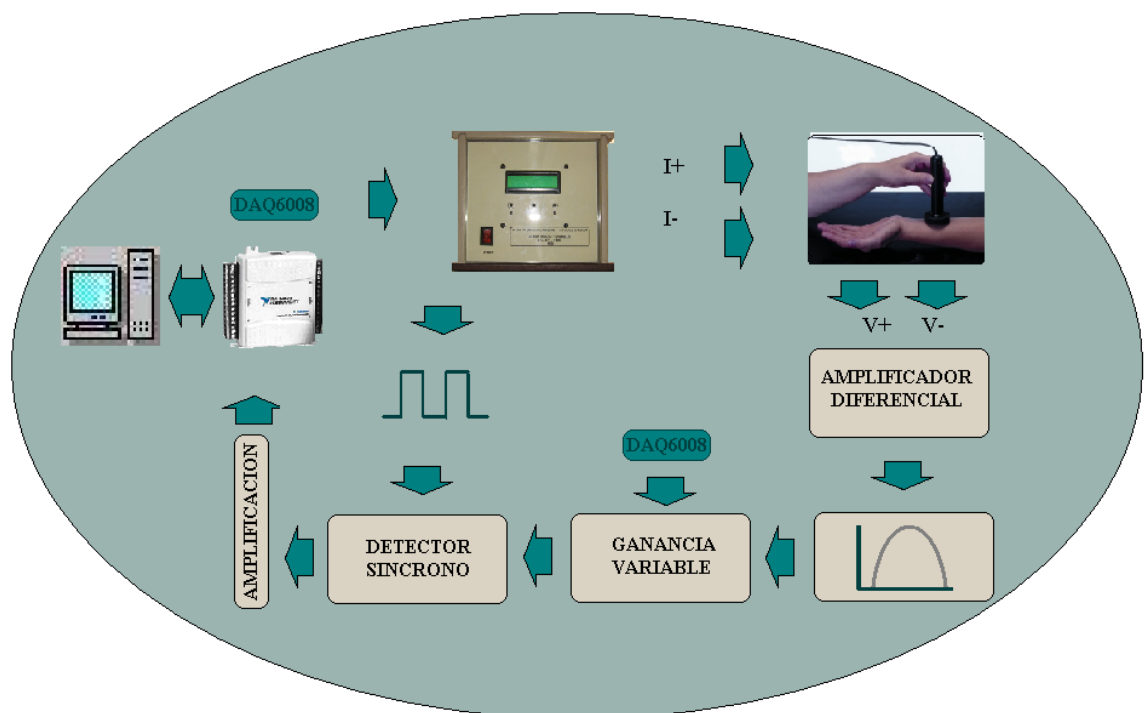 DAQ6008
I+
I-
V+ V-
AMPLIFICADOR
DIFERENCIAL
DAQ6008
AMPLIFICACION
DETECTOR
SINCRONO
GANANCIA
VARIABLE